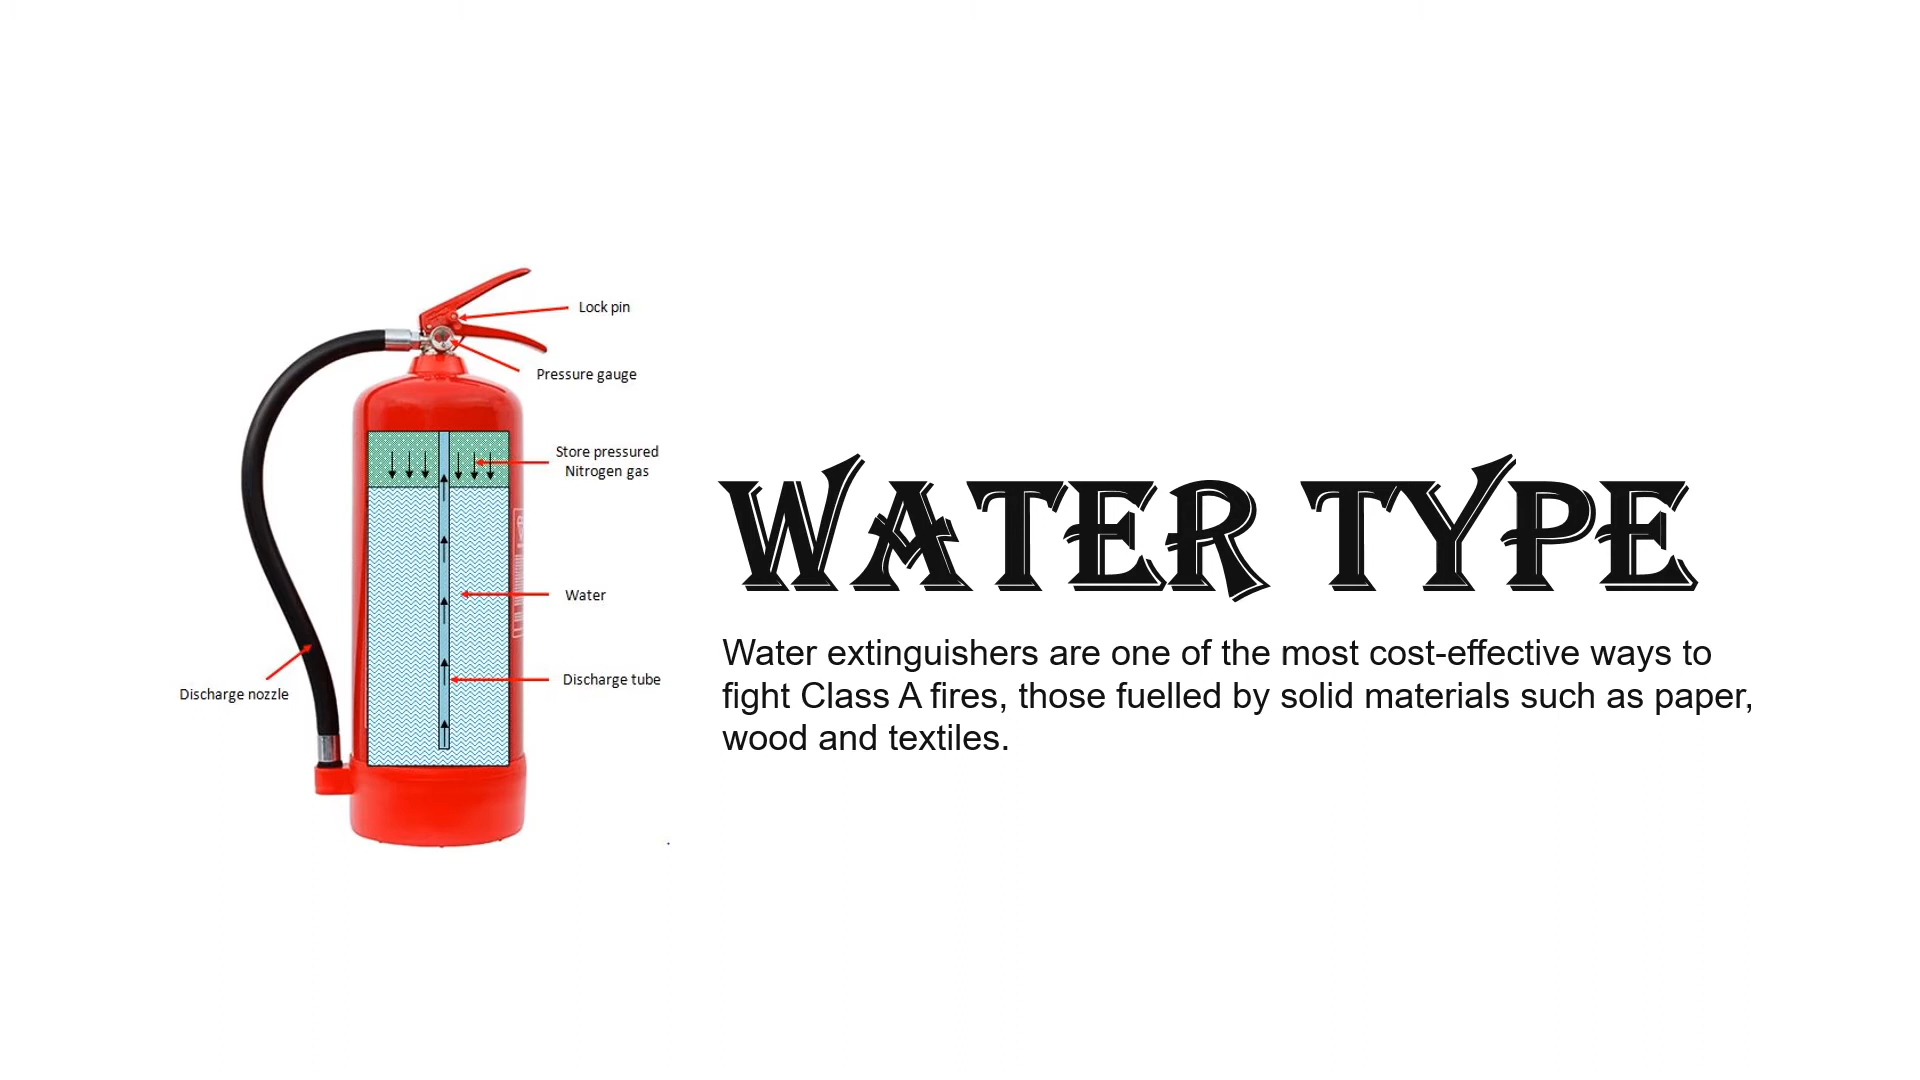 Lock pin
Pressure gauge
Store pressured
Nitrogen gas
Water
Discharge tube
Discharge nozzle
WATER TYPE
Water extinguishers are one of the most cost-effective ways to
fight Class A fires, those fuelled by solid materials such as paper,
wood and textiles.